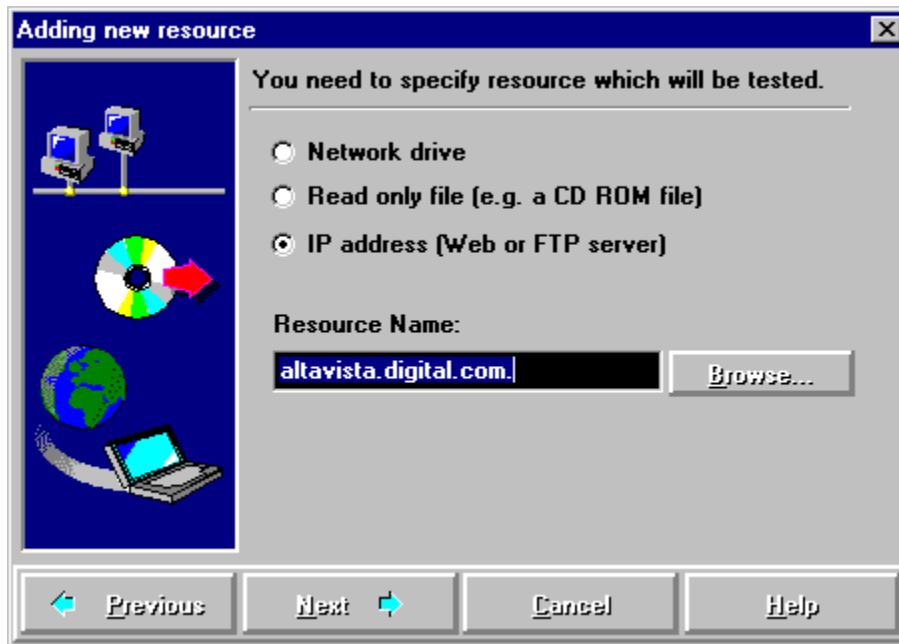 Adding new resource
You need to specify resource which will be tested.
Network drive
Read only file (e.g. a CD ROM file)
IP address (Web or FTP server)
Resource Name:
altavista.digital.com.
Browse...
Previous
Next
Cancel
Help